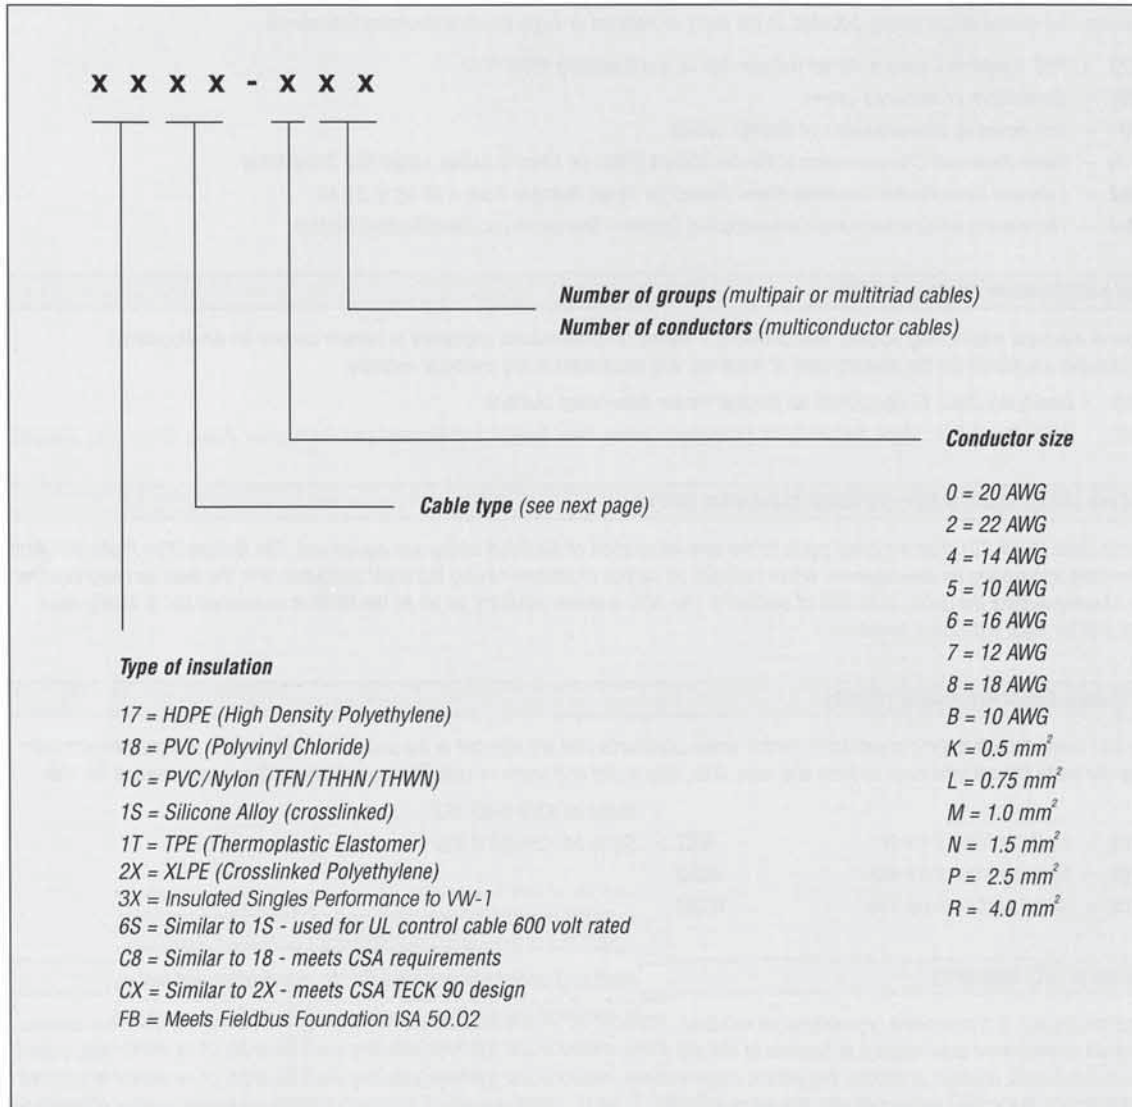 x x x x - x x x
Number of groups (multipair or multitriad cables)
Number of conductors (multiconductor cables)
Conductor size
0 = 20 AWG
2 = 22 AWG
4 = 14 AWG
5 = 10 AWG
6 = 16 AWG
7 = 12 AWG
8 = 18 AWG
B = 10 AWG
K = 0.5 mm²
L = 0.75 mm²
M = 1.0 mm²
N = 1.5 mm²
P = 2.5 mm²
R = 4.0 mm²
Cable type (see next page)
Type of insulation
17 = HDPE (High Density Polyethylene)
18 = PVC (Polyvinyl Chloride)
1C = PVC/Nylon (TFN/THHN/THWN)
1S = Silicone Alloy (crosslinked)
1T = TPE (Thermoplastic Elastomer)
2X = XLPE (Crosslinked Polyethylene)
3X = Insulated Singles Performance to VW-1
6S = Similar to 1S - used for UL control cable 600 volt rated
C8 = Similar to 18 - meets CSA requirements
CX = Similar to 2X - meets CSA TECK 90 design
FB = Meets Fieldbus Foundation ISA 50.02